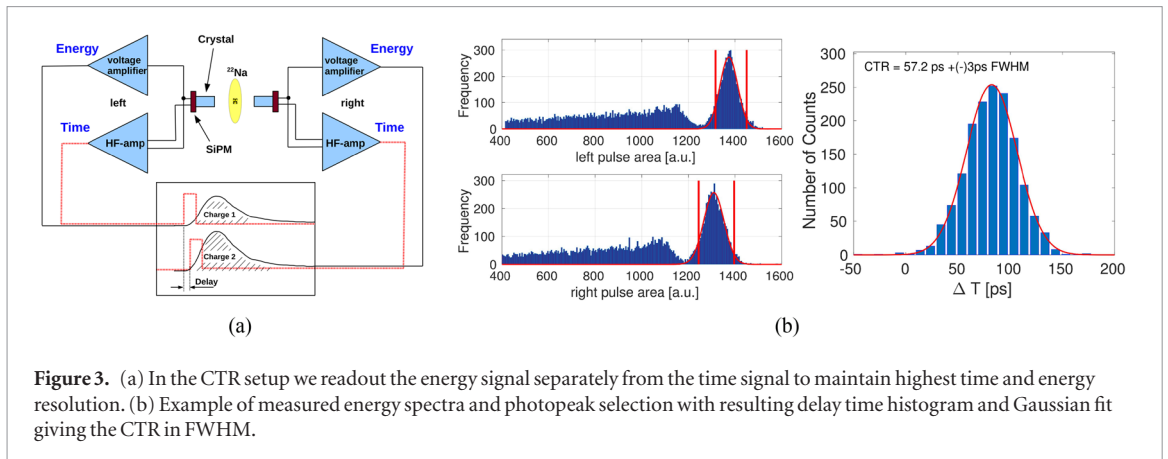 Energy
voltage
amplifier
left
Time
HF-amp
Crystal
²²Na
SiPM
Energy
voltage
amplifier
right
Time
HF-amp
Charge 1
Charge 2
Delay
(a)
300
200
100
0
Frequency
400 600 800 1000 1200 1400 1600
left pulse area [a.u.]
300
200
100
0
Frequency
400 600 800 1000 1200 1400 1600
right pulse area [a.u.]
CTR = 57.2 ps +(-)3ps FWHM
300
250
200
150
100
50
0
Number of Counts
-50 0 50 100 150 200
Δ T [ps]
(b)
Figure 3. (a) In the CTR setup we readout the energy signal separately from the time signal to maintain highest time and energy
resolution. (b) Example of measured energy spectra and photopeak selection with resulting delay time histogram and Gaussian fit
giving the CTR in FWHM.